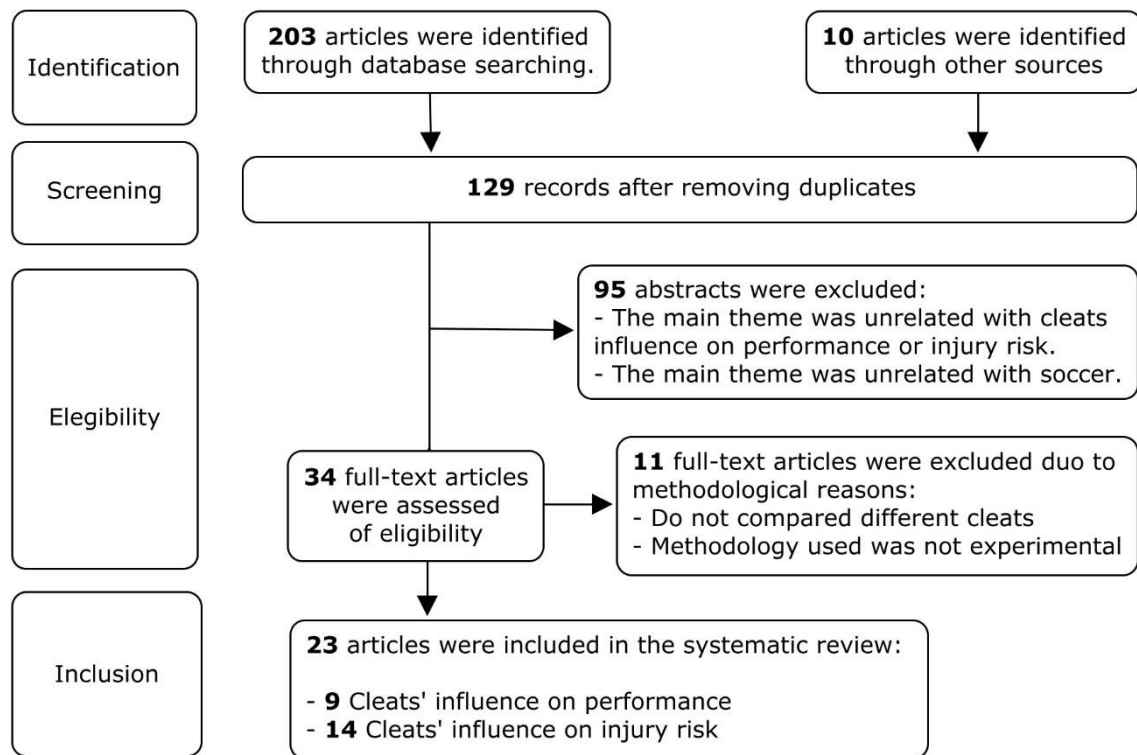 Identification
203 articles were identified
through database searching.
10 articles were identified
through other sources
Screening
129 records after removing duplicates
Elegibility
95 abstracts were excluded:
- The main theme was unrelated with cleats
influence on performance or injury risk.
- The main theme was unrelated with soccer.
34 full-text articles
were assessed
of eligibility
11 full-text articles were excluded duo to
methodological reasons:
- Do not compared different cleats
- Methodology used was not experimental
Inclusion
23 articles were included in the systematic review:
- 9 Cleats' influence on performance
- 14 Cleats' influence on injury risk